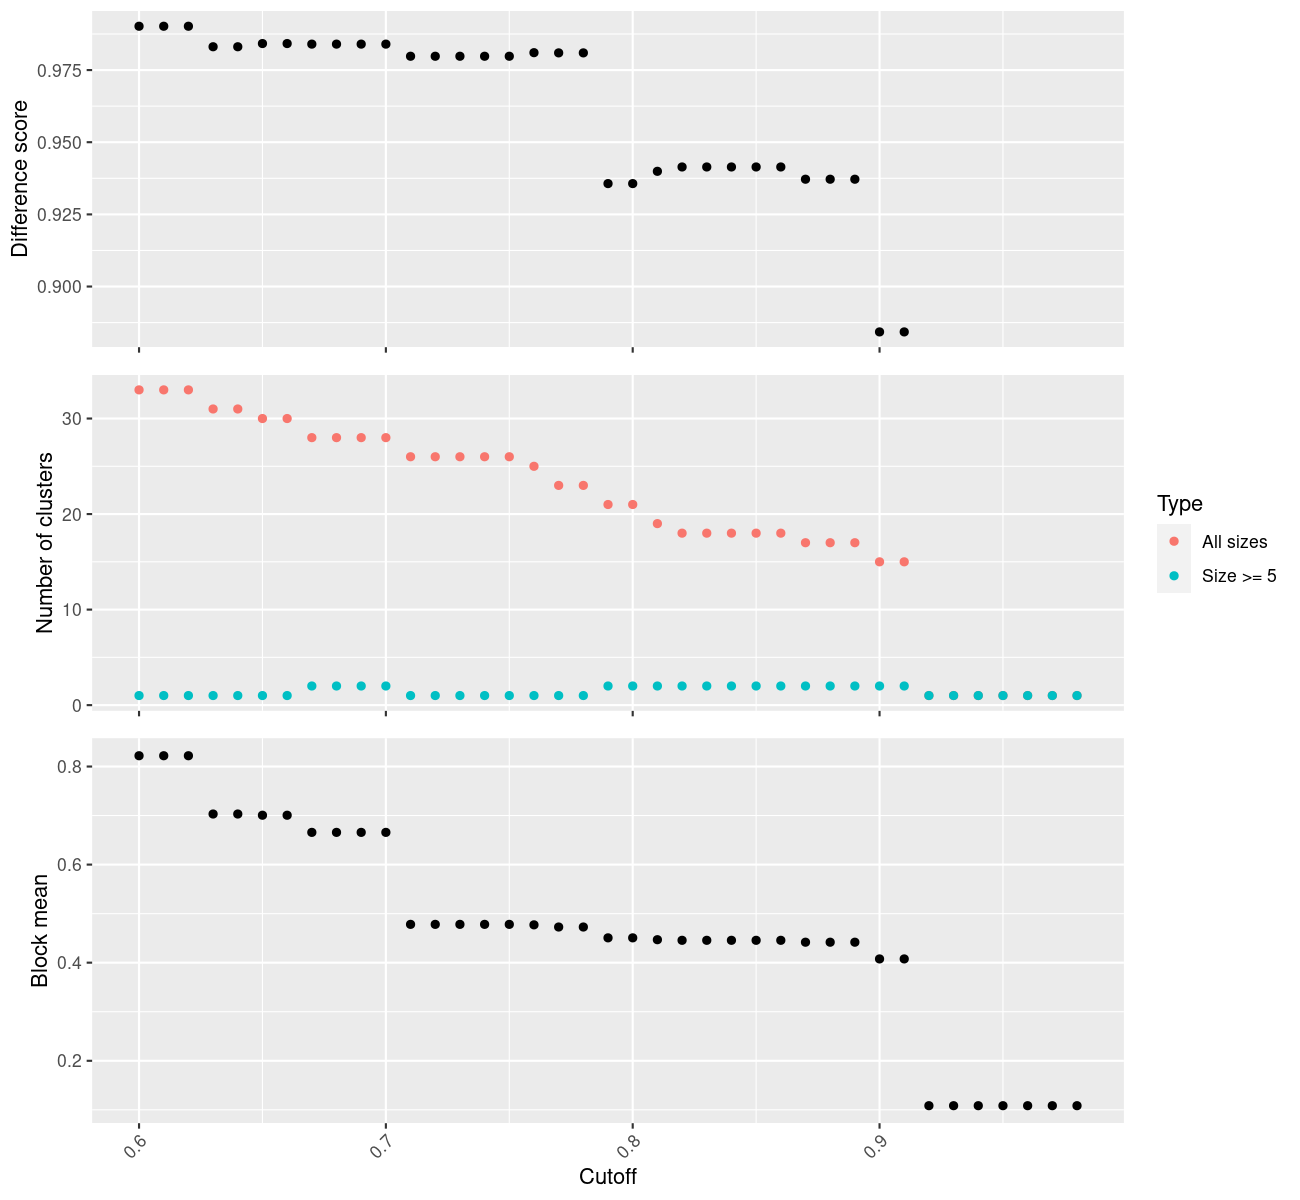 Difference score
0.975
0.950
0.925
0.900
Number of clusters
30
20
10
0
Type
All sizes
Size >= 5
Block mean
0.8
0.6
0.4
0.2
0.6 0.7 0.8 0.9
Cutoff